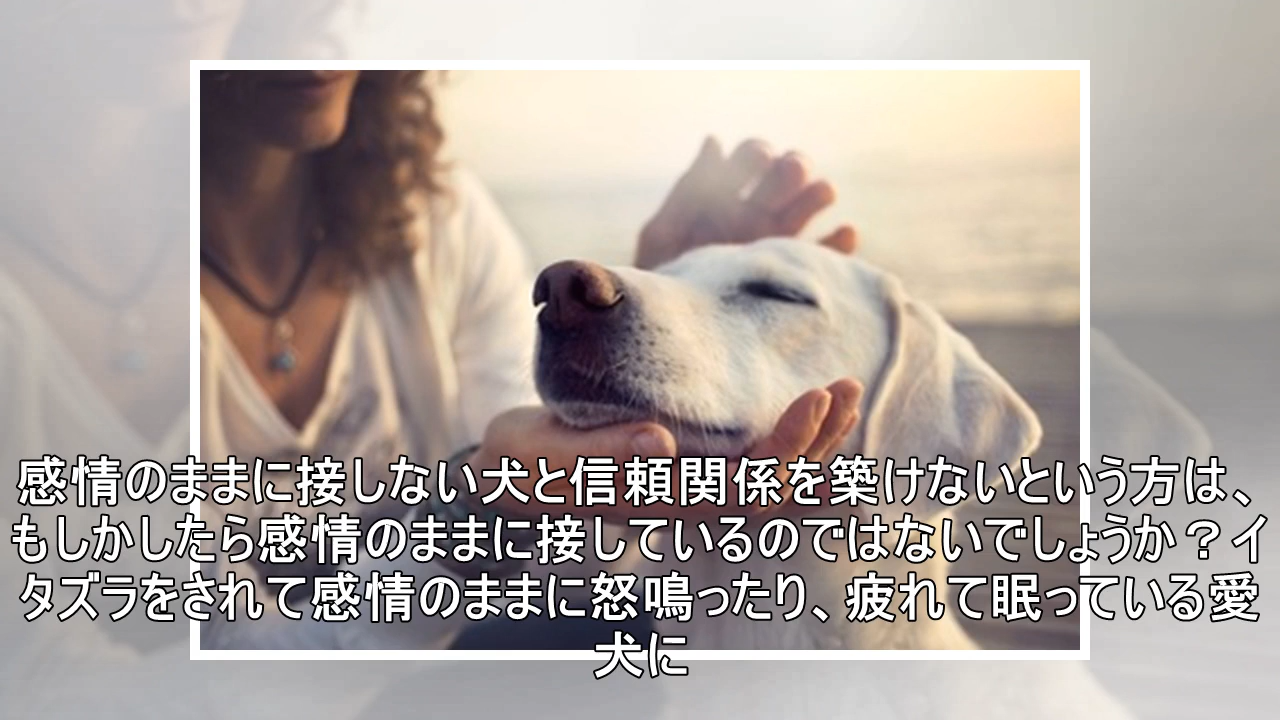 感情のままに接しない犬と信頼関係を築けないという方は、
もしかしたら感情のままに接しているのではないでしょうか？イ
タズラをされて感情のままに怒鳴ったり、疲れて眠っている愛
犬に